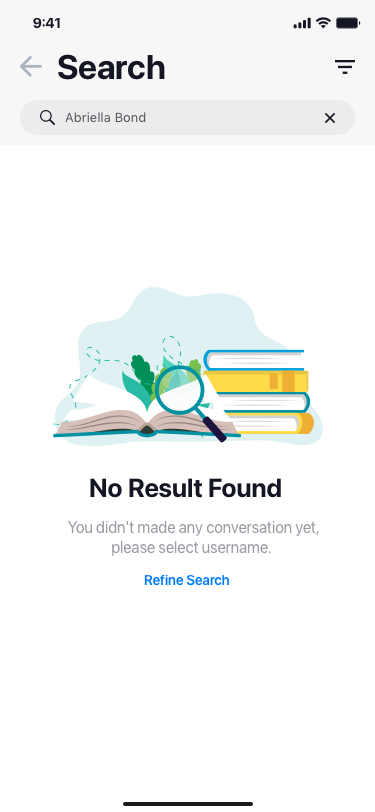 9:41
Search
Abriella Bond
No Result Found
You didn't made any conversation yet,
please select username.
Refine Search